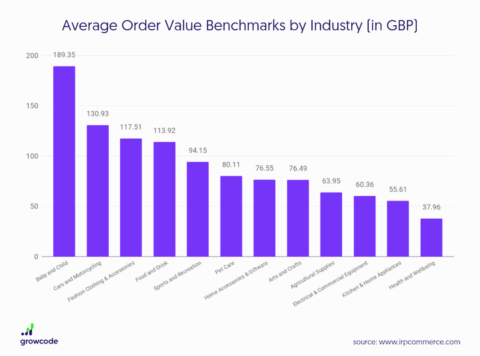 Average Order Value Benchmarks by Industry (in GBP)
200
150
100
50
0
189.35
130.93
117.51
113.92
94.15
80.11
76.55
76.49
63.95
60.36
55.61
37.96
Baby and Child
Cars and Motorcycling
Fashion Clothing & Accessories
Food and Drink
Sports and Recreation
Pet Care
Home Accessories & Giftware
Arts and Crafts
Agricultural Supplies
Electrical & Commercial Equipment
Kitchen & Home Appliances
Health and Wellbeing
growcode
source: www.irpcommerce.com